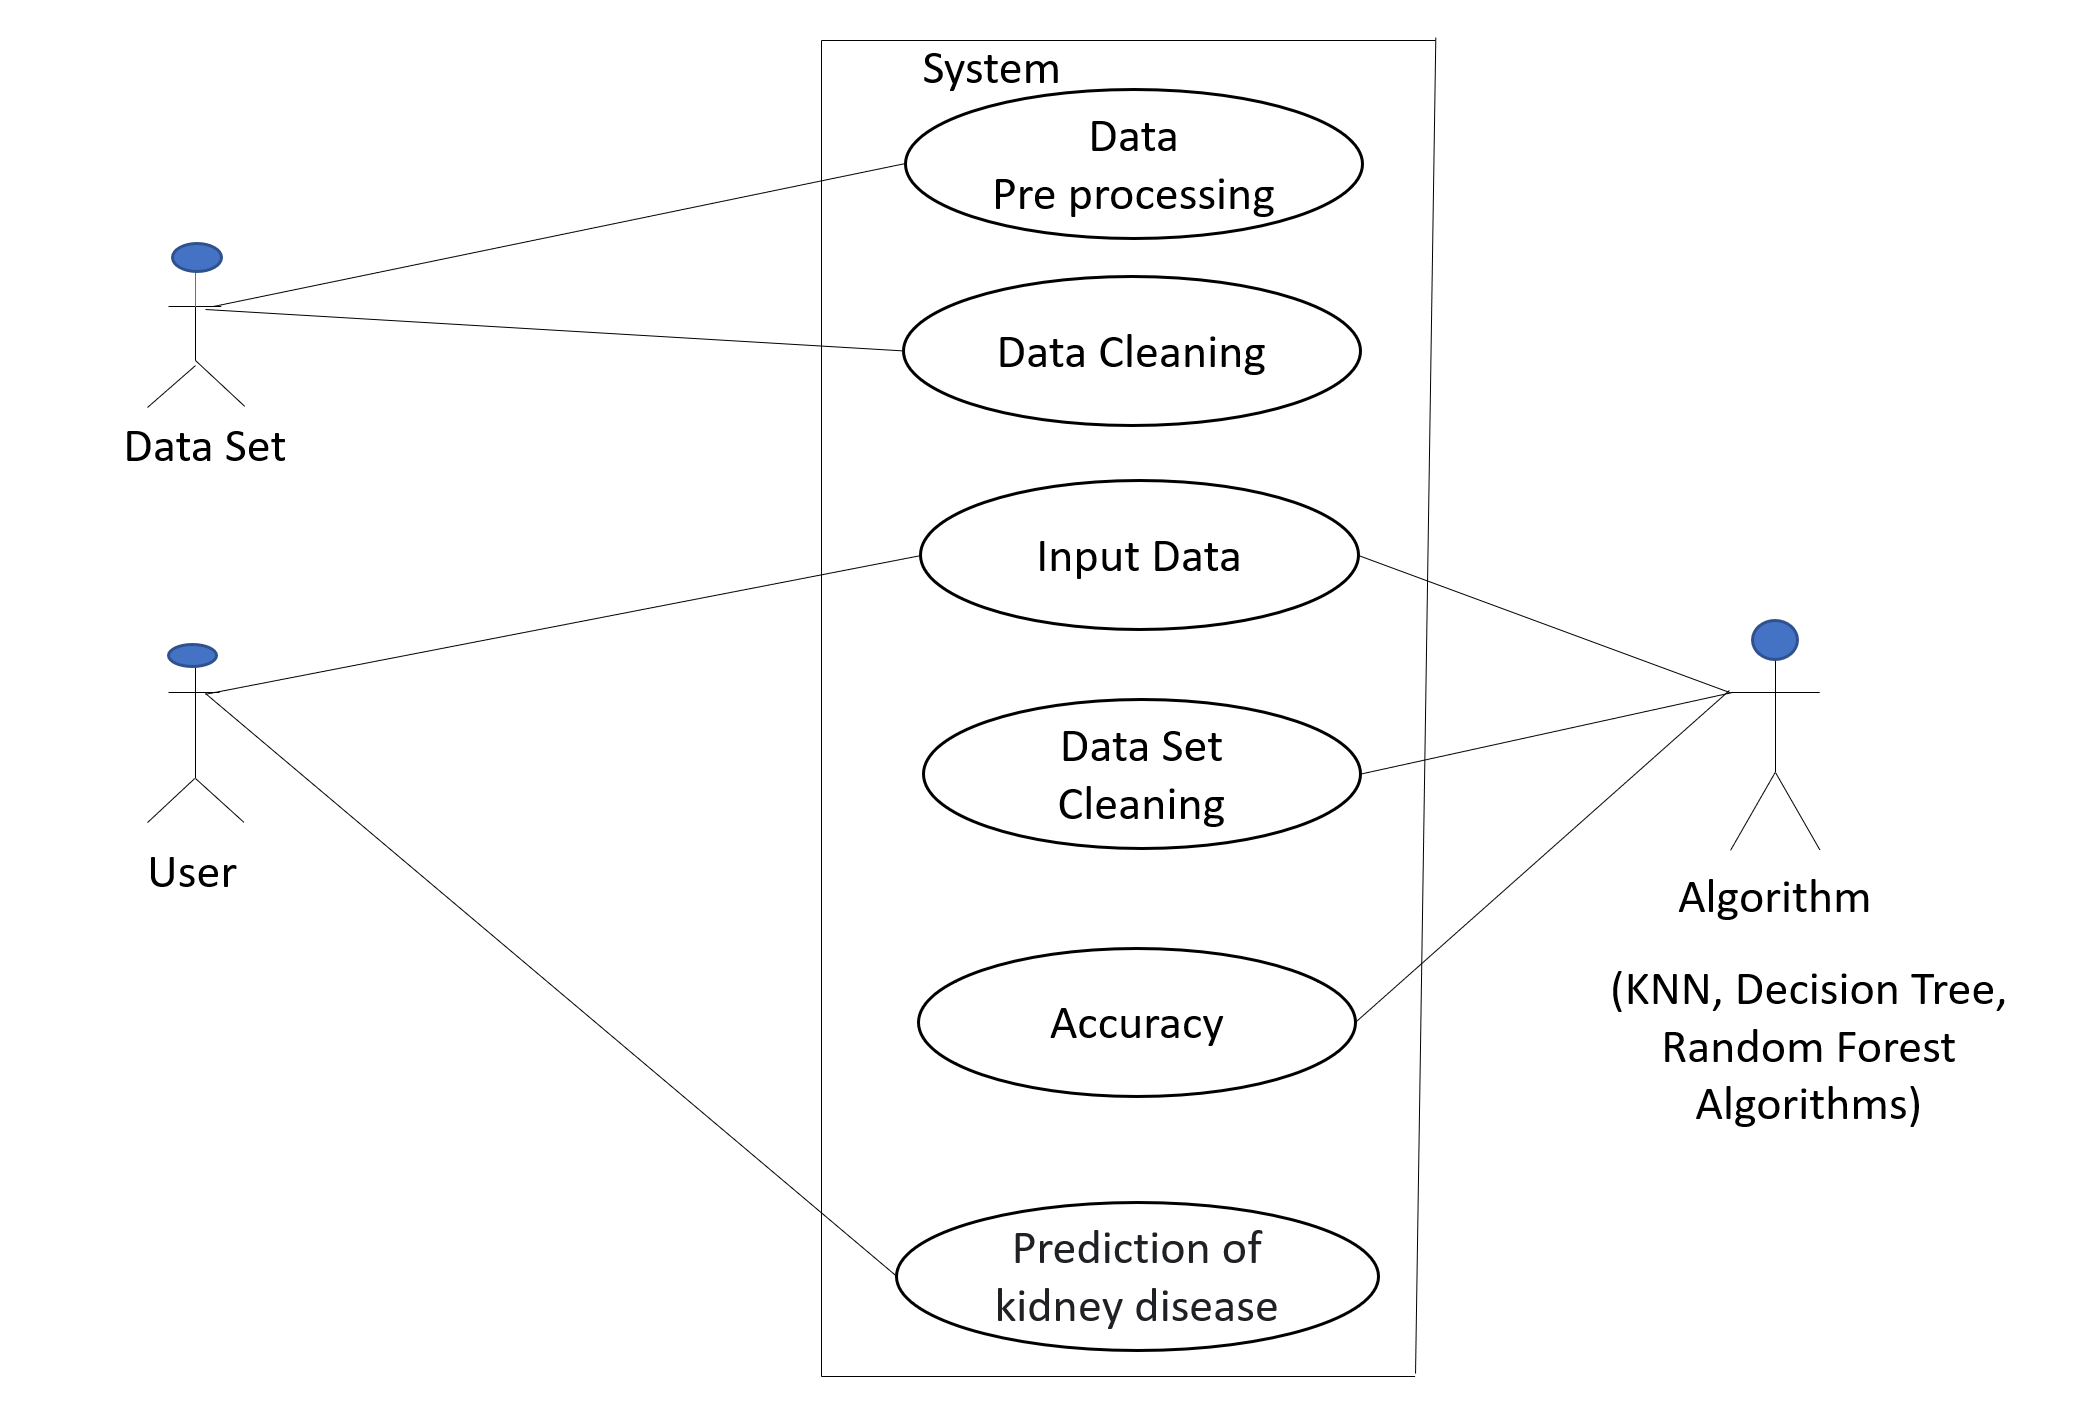 System
Data
Pre processing
Data Cleaning
Data Set
Input Data
Data Set
Cleaning
User
Algorithm
(KNN, Decision Tree,
Random Forest
Algorithms)
Accuracy
Prediction of
kidney disease